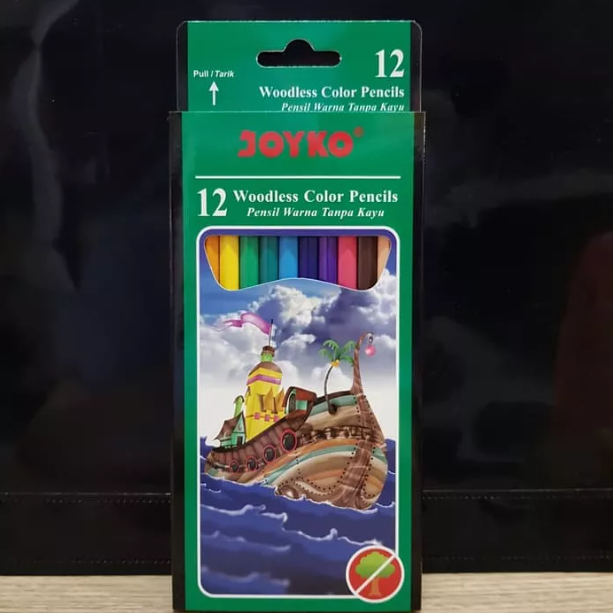 12
Pull / Tarik
Woodless Color Pencils
Pensil Warna Tanpa Kayu
JOYKO®
12 Woodless Color Pencils
Pensil Warna Tanpa Kayu